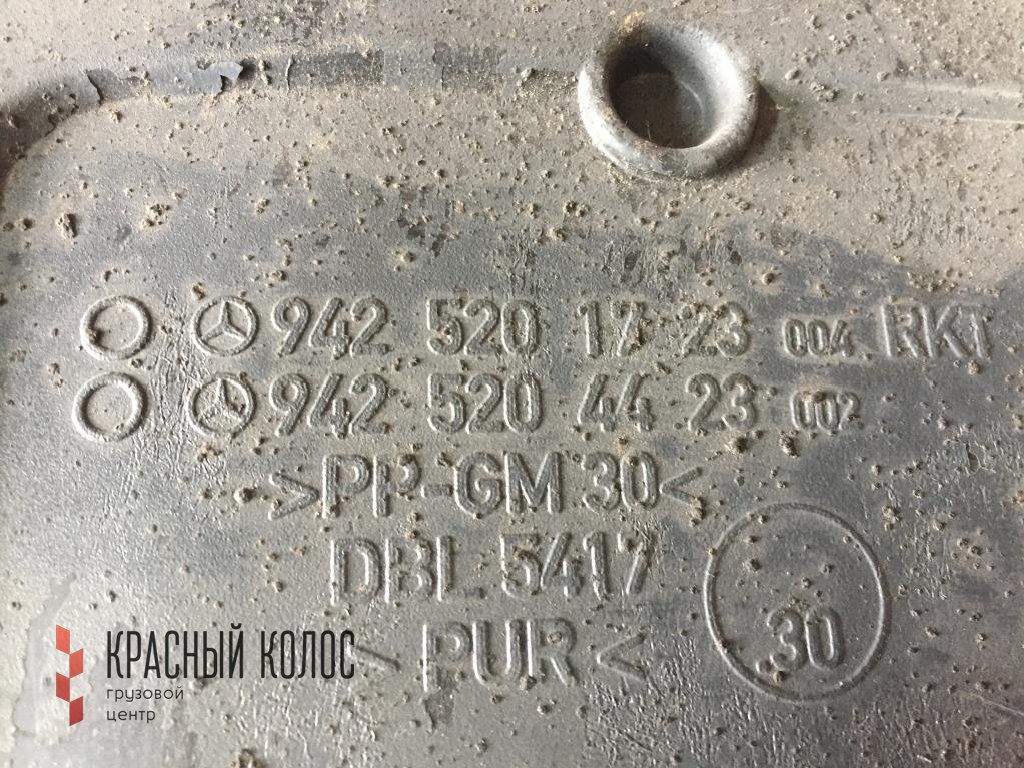 942 520 17 23 004 RKT
942 520 44 23 002
>PP-GM 30<
DBL 5417
>PUR<
30
КРАСНЫЙ КОЛОС
грузовой
центр